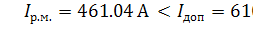 Iр.м. = 461.04 А < Iдоп = 61